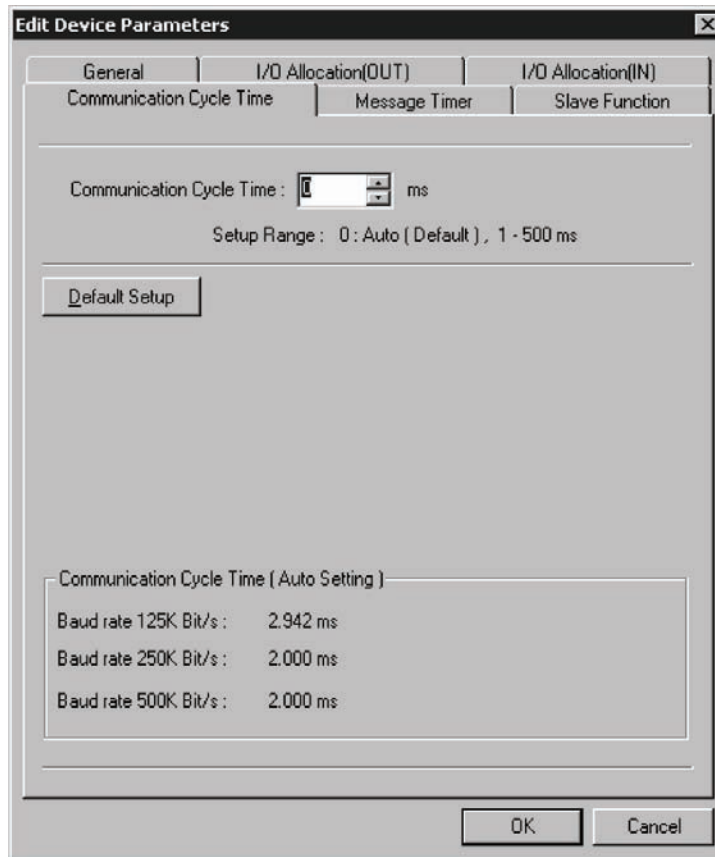 Edit Device Parameters
General I/O Allocation(OUT) I/O Allocation(IN)
Communication Cycle Time Message Timer Slave Function
Communication Cycle Time : 0 ms
Setup Range : 0 : Auto ( Default ) , 1 - 500 ms
Default Setup
Communication Cycle Time ( Auto Setting )
Baud rate 125K Bit/s : 2.942 ms
Baud rate 250K Bit/s : 2.000 ms
Baud rate 500K Bit/s : 2.000 ms
OK Cancel